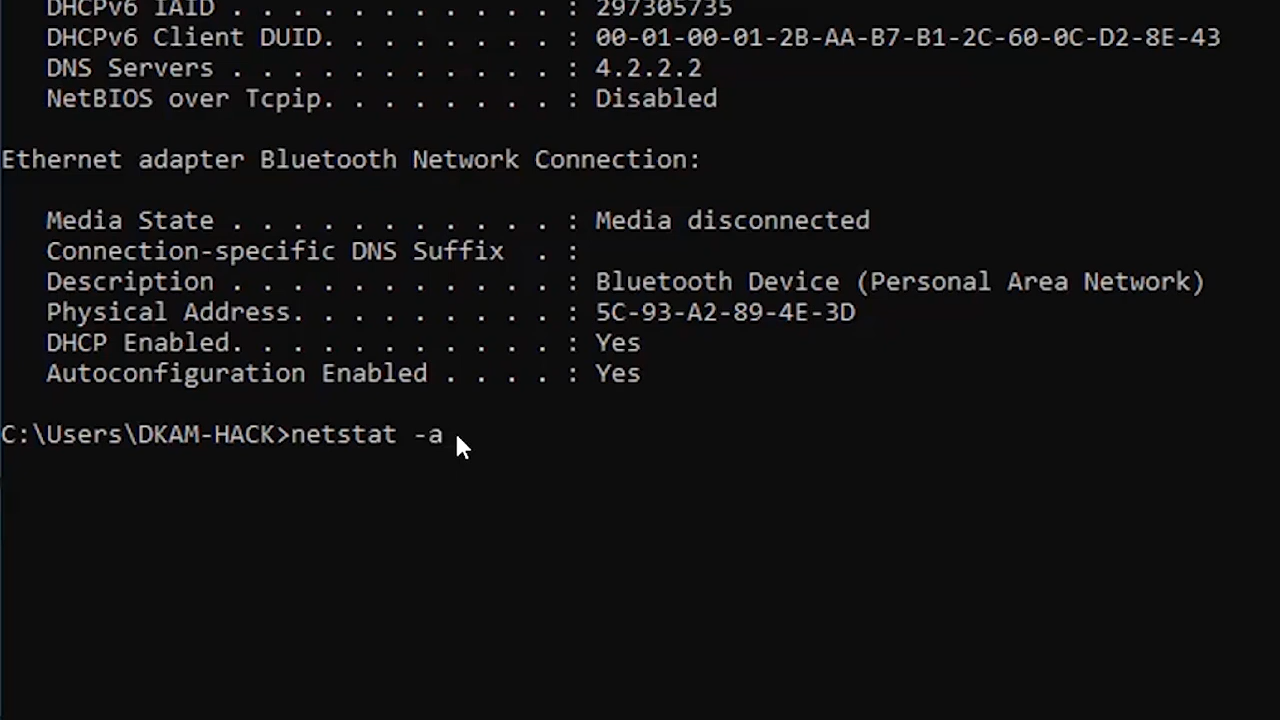 DHCPv6 IAID . . . . . . . . . . . : 297305735
DHCPv6 Client DUID. . . . . . . . : 00-01-00-01-2B-AA-B7-B1-2C-60-0C-D2-8E-43
DNS Servers . . . . . . . . . . . : 4.2.2.2
NetBIOS over Tcpip. . . . . . . . : Disabled
Ethernet adapter Bluetooth Network Connection:
Media State . . . . . . . . . . . : Media disconnected
Connection-specific DNS Suffix  . :
Description . . . . . . . . . . . : Bluetooth Device (Personal Area Network)
Physical Address. . . . . . . . . : 5C-93-A2-89-4E-3D
DHCP Enabled. . . . . . . . . . . : Yes
Autoconfiguration Enabled . . . . : Yes
C:\Users\DKAM-HACK>netstat -a